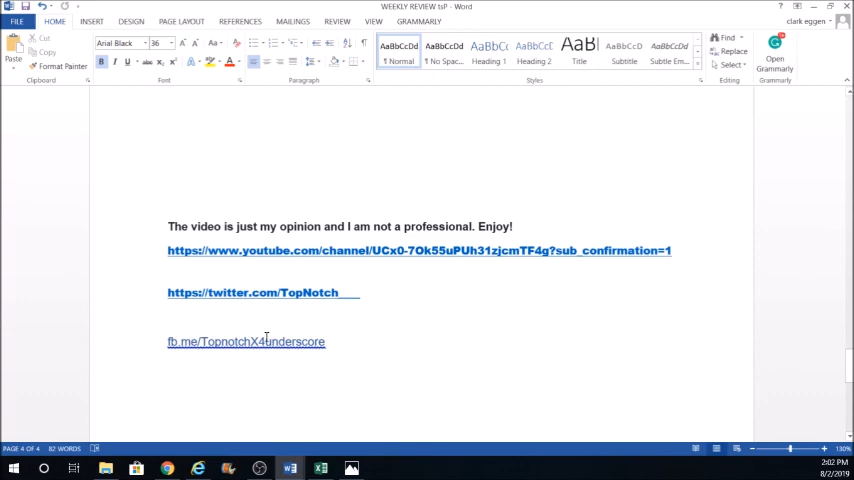 WEEKLY REVIEW tsP - Word
FILE HOME INSERT DESIGN PAGE LAYOUT REFERENCES MAILINGS REVIEW VIEW GRAMMARLY clark eggen
Cut
Copy
Format Painter
Paste
Arial Black 36
AaBbCcDd AaBbCcDd AaBbCc AaBbCcD AaBl AaBbCcD AaBbCcDd
¶ Normal ¶ No Spac... Heading 1 Heading 2 Title Subtitle Subtle Em...
Find
Replace
Select
Open
Grammarly
Clipboard Font Paragraph Styles Editing Grammarly
The video is just my opinion and I am not a professional. Enjoy!
https://www.youtube.com/channel/UCx0-7Ok55uPUh31zjcmTF4g?sub_confirmation=1
https://twitter.com/TopNotch____
fb.me/TopnotchX4underscore
PAGE 4 OF 4 82 WORDS 130%
2:02 PM
8/2/2019